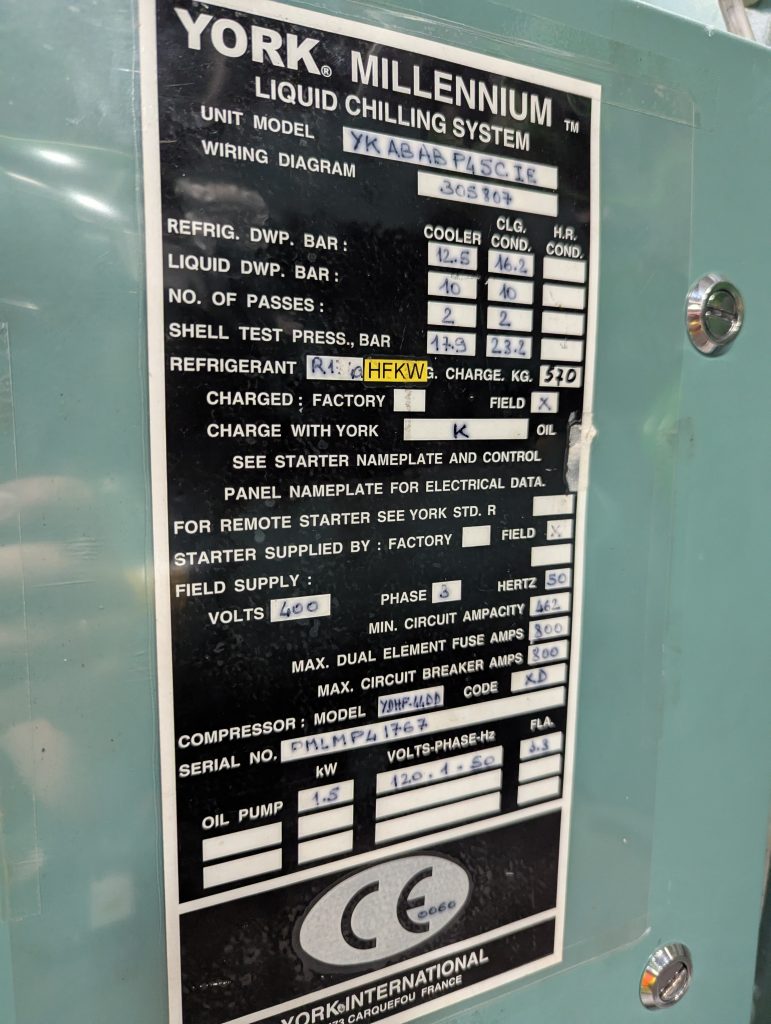 YORK® MILLENNIUM ™
LIQUID CHILLING SYSTEM
UNIT MODEL YKABABP45CIE
WIRING DIAGRAM 305807
COOLER CLG. COND. H.R. COND.
REFRIG. DWP. BAR : 12.5 16.2
LIQUID DWP. BAR : 10 10
NO. OF PASSES : 2 2
SHELL TEST PRESS., BAR 17.9 23.2
REFRIGERANT HFKW G. CHARGE. KG. 570
CHARGED : FACTORY FIELD X
CHARGE WITH YORK K OIL
SEE STARTER NAMEPLATE AND CONTROL
PANEL NAMEPLATE FOR ELECTRICAL DATA.
FOR REMOTE STARTER SEE YORK STD. R
STARTER SUPPLIED BY : FACTORY FIELD X
FIELD SUPPLY :
VOLTS 400 PHASE 3 HERTZ 50
MIN. CIRCUIT AMPACITY 462
MAX. DUAL ELEMENT FUSE AMPS 800
MAX. CIRCUIT BREAKER AMPS 800
COMPRESSOR : MODEL CODE XD
SERIAL NO.
kW VOLTS-PHASE-Hz FLA.
OIL PUMP 1.5 120.1.50 3.3
CE 0060
YORK INTERNATIONAL
CARQUEFOU FRANCE